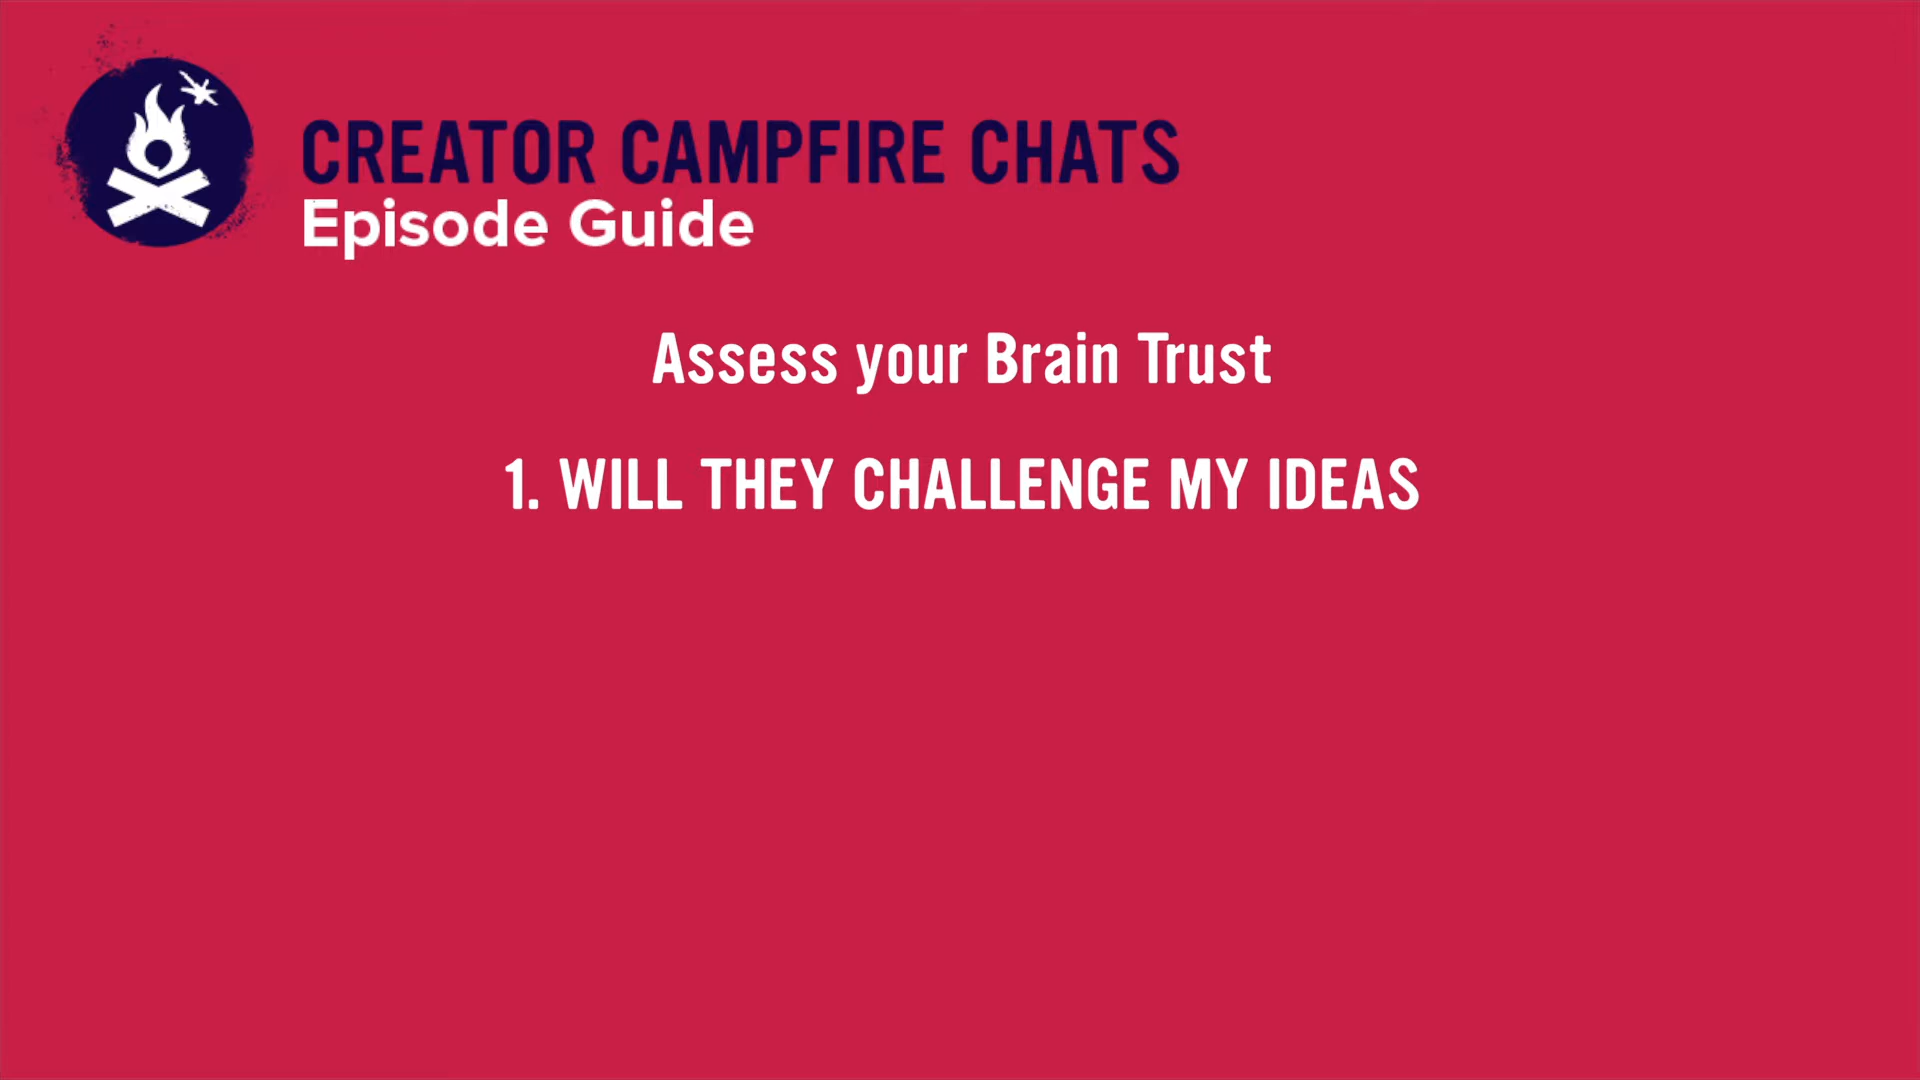 CREATOR CAMPFIRE CHATS
Episode Guide
Assess your Brain Trust
1. WILL THEY CHALLENGE MY IDEAS